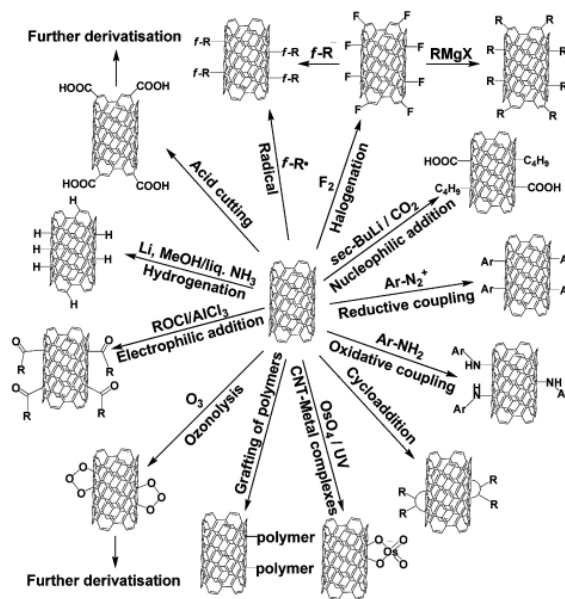 Further derivatisation
HOOC
COOH
HOOC
COOH
Acid cutting
f-R
f-R
f-R
f-R
f-R⁻
Radical
f-R•
F
F
F
F
F
F
F
F
F₂
Halogenation
RMgX
R
R
R
R
R
R
R
R
HOOC
C₄H₉
C₄H₉
COOH
sec-BuLi / CO₂
Nucleophilic addition
H
H
H
H
H
H
H
Li, MeOH/liq. NH₃
Hydrogenation
Ar-N₂⁺
Reductive coupling
Ar
Ar
A
A
ROCl/AlCl₃
Electrophilic addition
O
R
O
R
O
R
O
R
Ar-NH₂
Oxidative coupling
Ar
HN
H
N
Ar
NH
A
O₃
Ozonolysis
O
O
O
O
O
O
Further derivatisation
Grafting of polymers
polymer
polymer
OsO₄ / UV
CNT-Metal complexes
O
O
Os
O
O
Cycloaddition
R
R
R
R